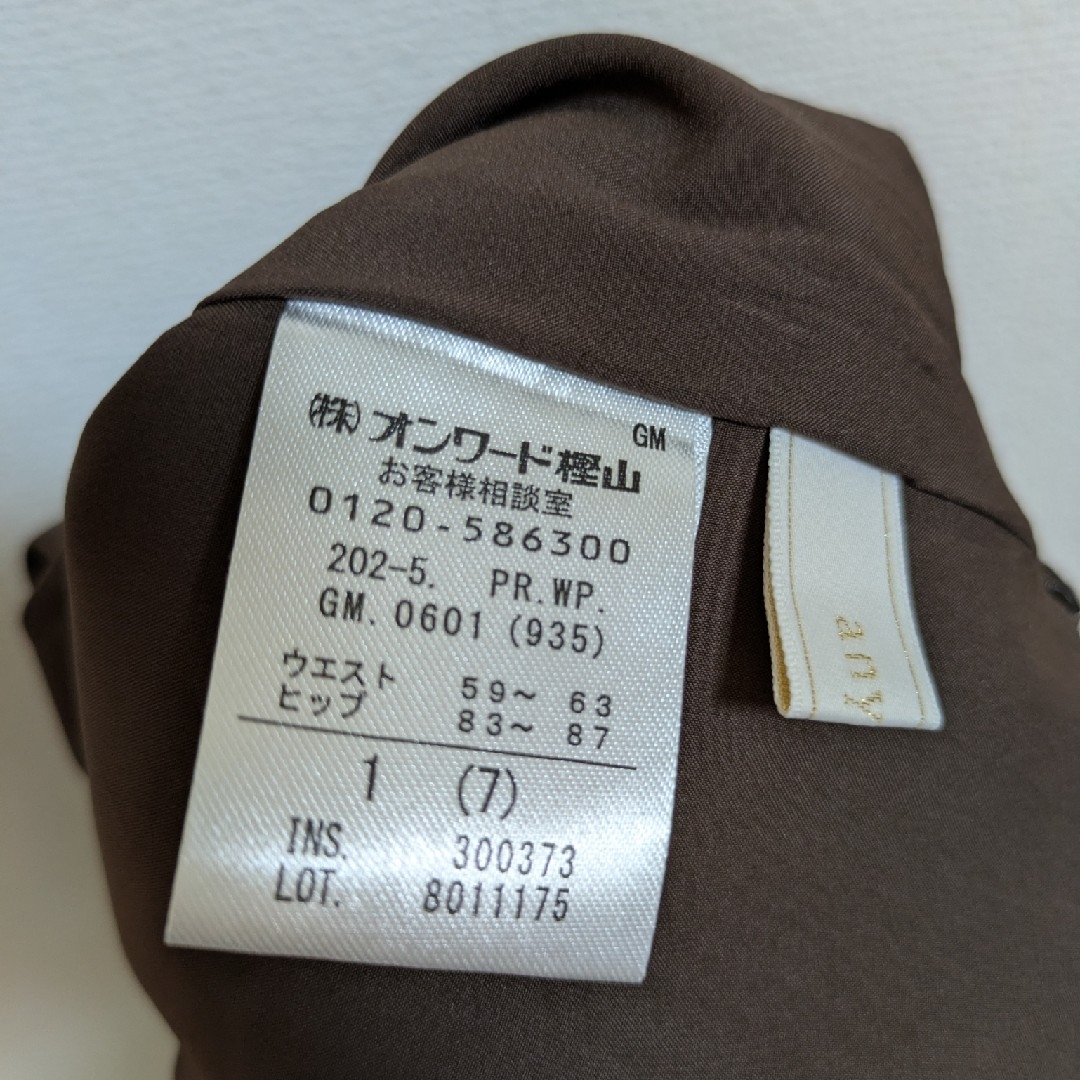 GM
(株)オンワード樫山
お客様相談室
0120-586300
202-5. PR.WP.
GM.0601 (935)
ウエスト 59～ 63
ヒップ 83～ 87
1 (7)
INS. 300373
LOT. 8011175
any